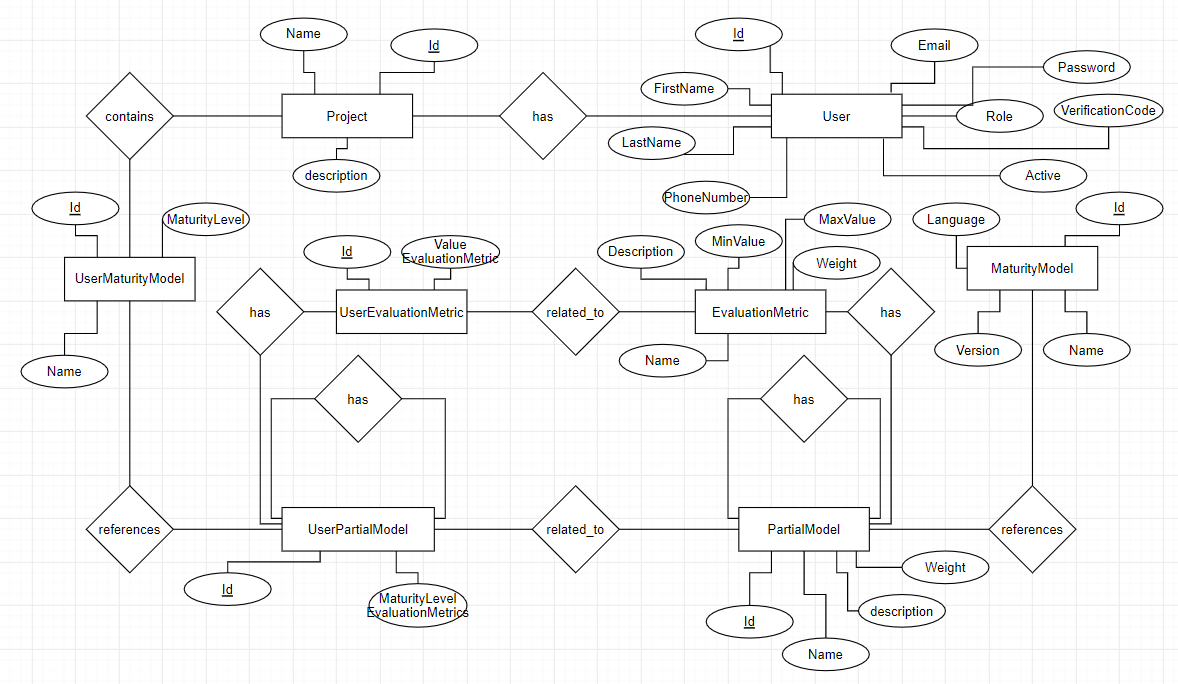 Name
Id
Id
Email
Password
FirstName
contains
Project
has
User
Role
VerificationCode
LastName
description
Active
PhoneNumber
Id
MaturityLevel
MaxValue
Language
Id
Id
Value
EvaluationMetric
Description
MinValue
Weight
UserMaturityModel
MaturityModel
has
UserEvaluationMetric
related_to
EvaluationMetric
has
Name
Name
Version
Name
has
has
references
UserPartialModel
related_to
PartialModel
references
Id
MaturityLevel
EvaluationMetrics
Weight
description
Id
Name